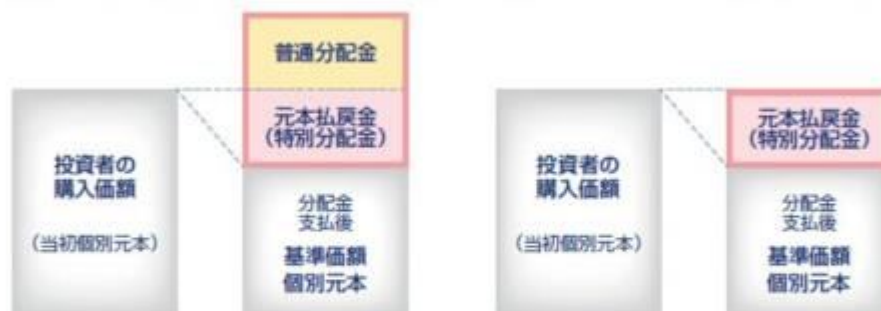 普通分配金
元本払戻金
(特別分配金)
投資者の
購入価額
(当初個別元本)
分配金
支払後
基準価額
個別元本
元本払戻金
(特別分配金)
投資者の
購入価額
(当初個別元本)
分配金
支払後
基準価額
個別元本